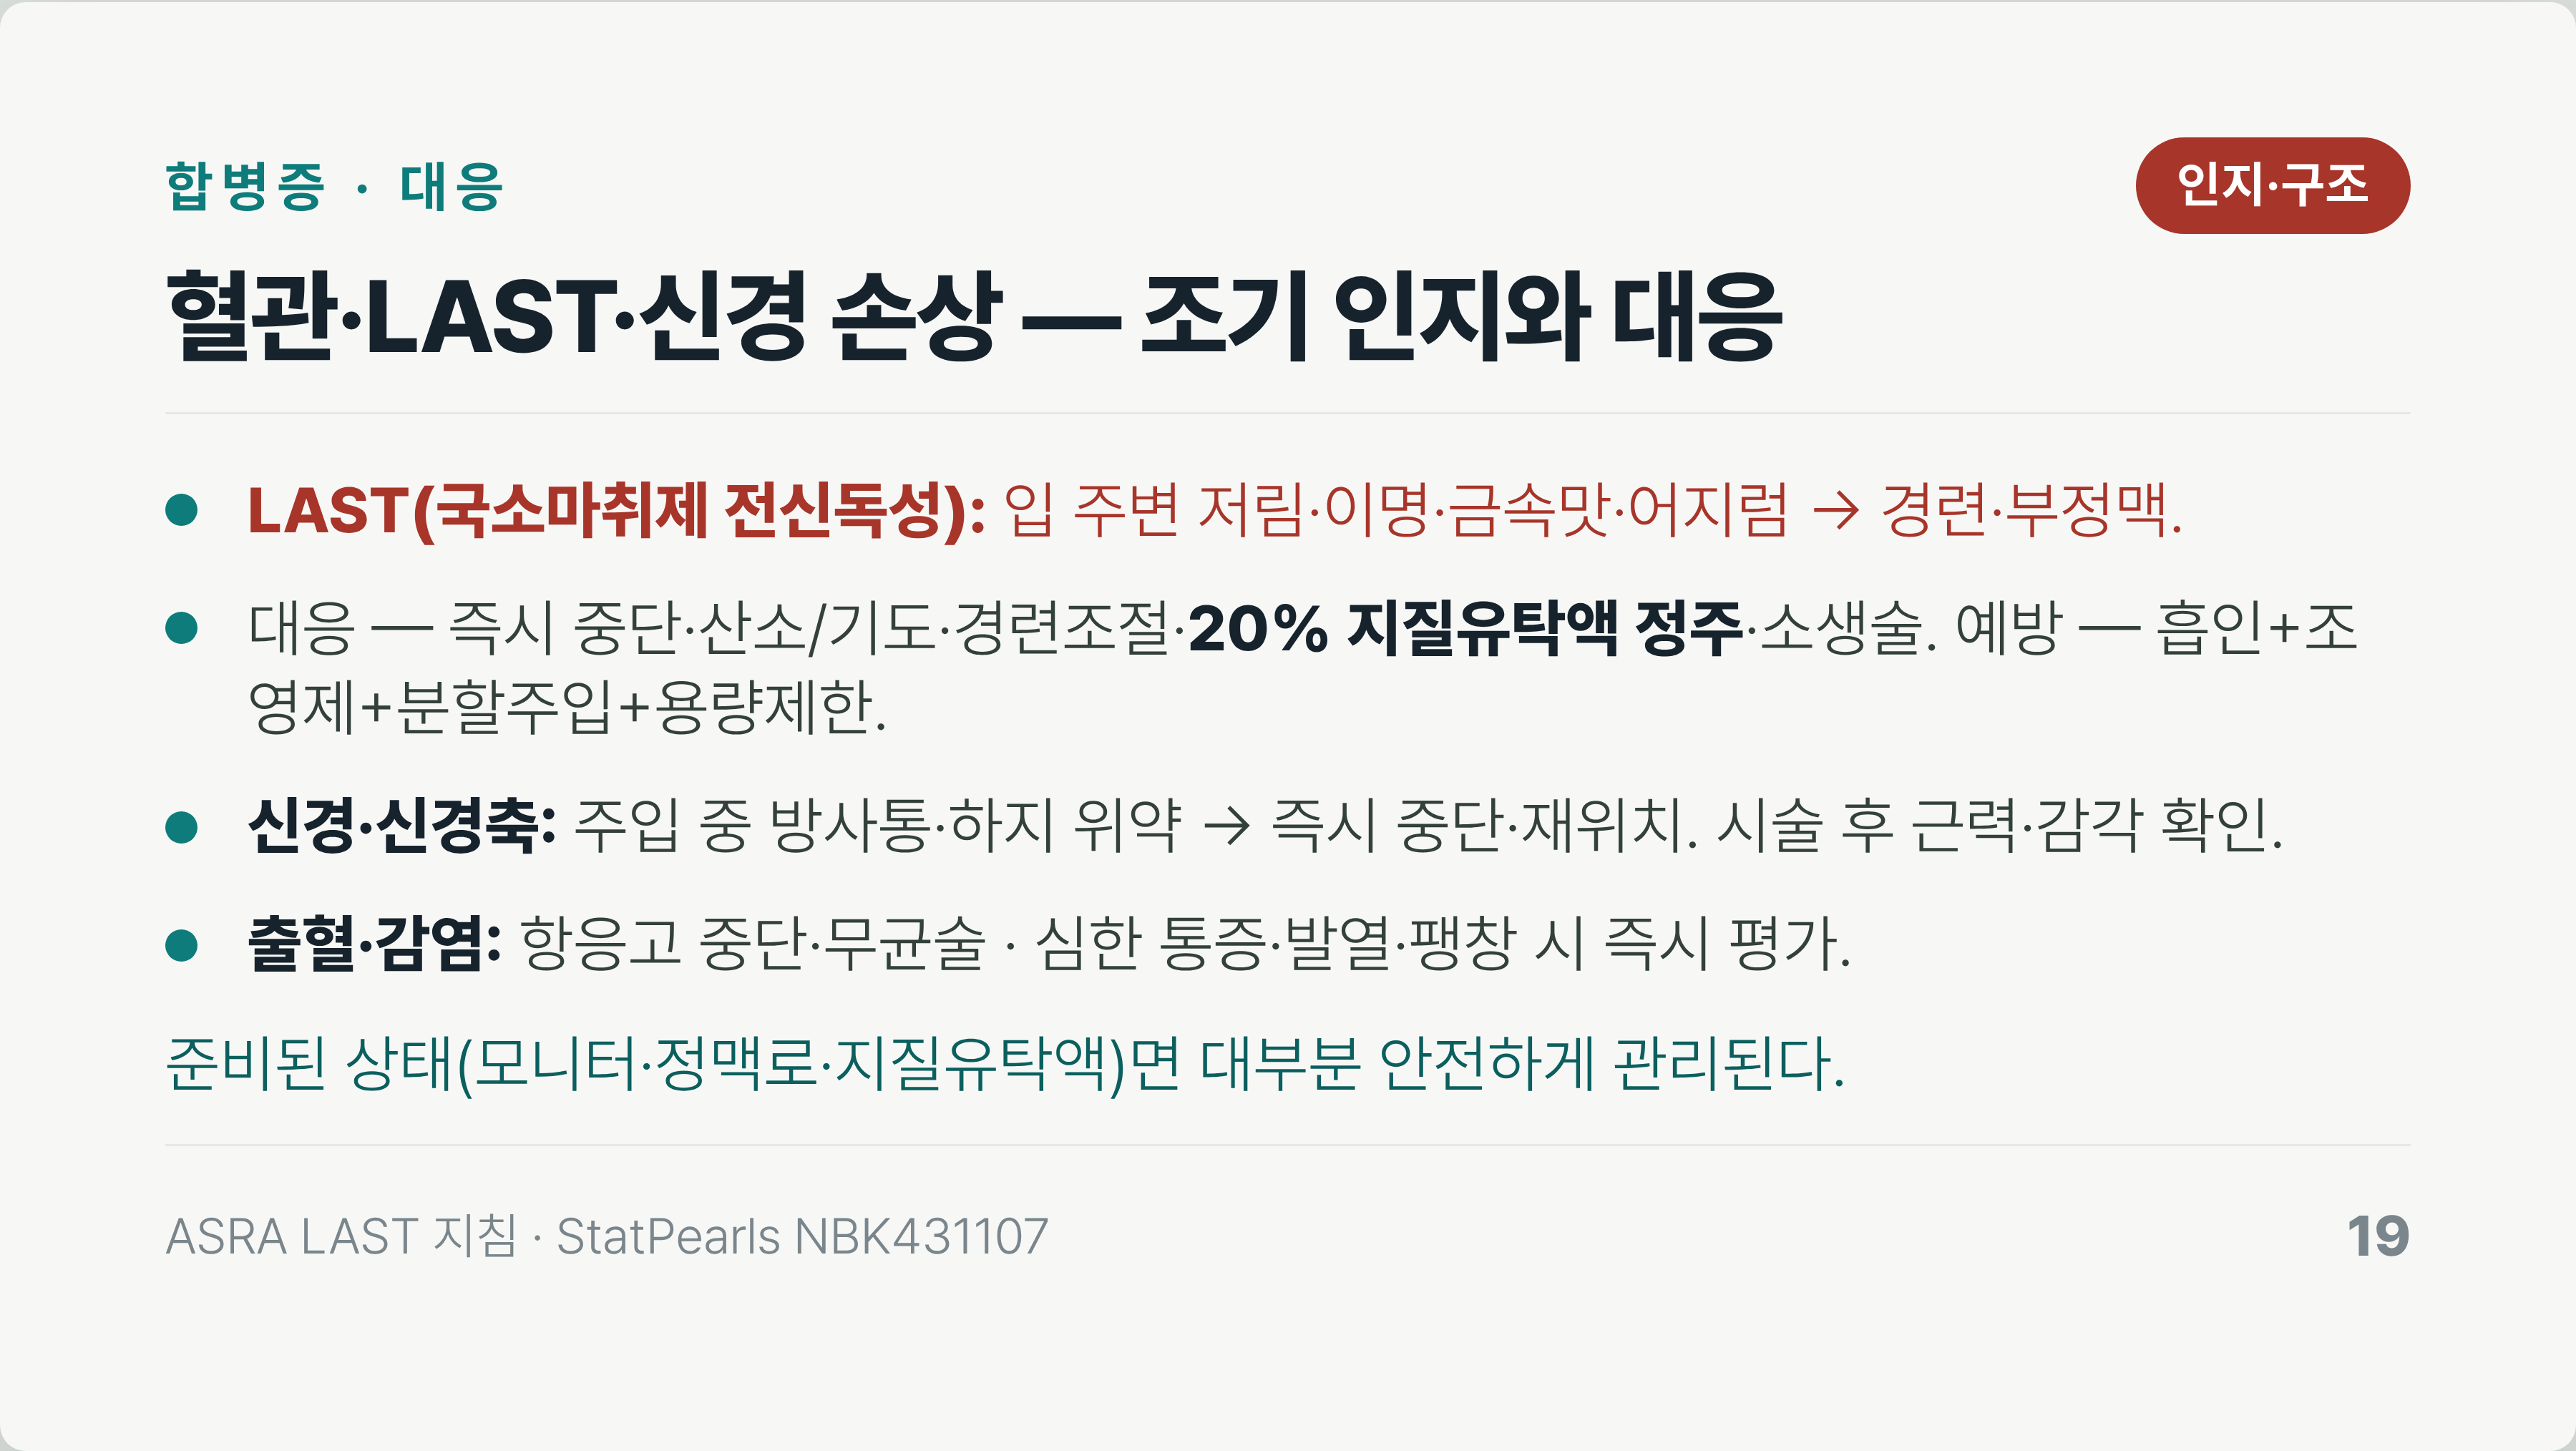 합병증 · 대응
인지·구조
혈관·LAST·신경 손상 — 조기 인지와 대응
LAST(국소마취제 전신독성): 입 주변 저림·이명·금속맛·어지럼 → 경련·부정맥.
대응 — 즉시 중단·산소/기도·경련조절·20% 지질유탁액 정주·소생술. 예방 — 흡인+조
영제+분할주입+용량제한.
신경·신경축: 주입 중 방사통·하지 위약 → 즉시 중단·재위치. 시술 후 근력·감각 확인.
출혈·감염: 항응고 중단·무균술 · 심한 통증·발열·팽창 시 즉시 평가.
준비된 상태(모니터·정맥로·지질유탁액)면 대부분 안전하게 관리된다.
ASRA LAST 지침 · StatPearls NBK431107
19